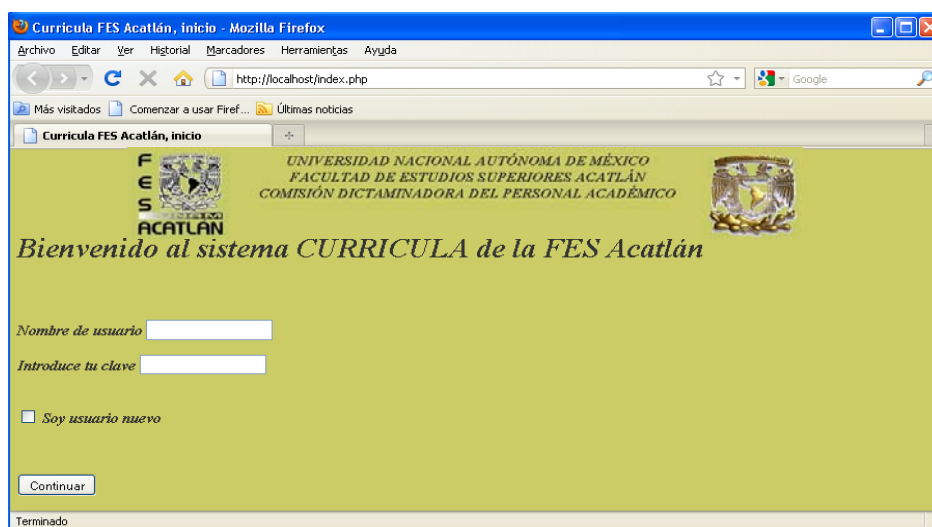 Curricula FES Acatlán, inicio - Mozilla Firefox
Archivo Editar Ver Historial Marcadores Herramientas Ayuda
http://localhost/index.php Google
Más visitados Comenzar a usar Firef... Últimas noticias
Curricula FES Acatlán, inicio
FES
ACATLÁN
UNIVERSIDAD NACIONAL AUTÓNOMA DE MÉXICO
FACULTAD DE ESTUDIOS SUPERIORES ACATLÁN
COMISIÓN DICTAMINADORA DEL PERSONAL ACADÉMICO
Bienvenido al sistema CURRICULA de la FES Acatlán
Nombre de usuario
Introduce tu clave
Soy usuario nuevo
Continuar
Terminado